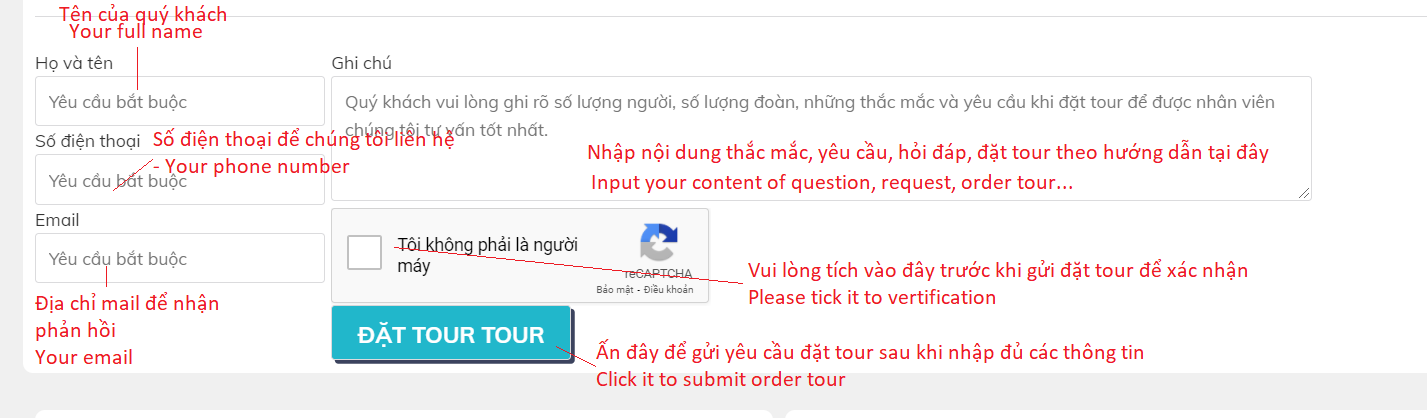 Tên của quý khách
Your full name
Họ và tên
Yêu cầu bắt buộc
Số điện thoại
Số điện thoại để chúng tôi liên hệ
- Your phone number
Yêu cầu bắt buộc
Email
Yêu cầu bắt buộc
Địa chỉ mail để nhận
phản hồi
Your email
Ghi chú
Quý khách vui lòng ghi rõ số lượng người, số lượng đoàn, những thắc mắc và yêu cầu khi đặt tour để được nhân viên
chúng tôi tư vấn tốt nhất.
Nhập nội dung thắc mắc, yêu cầu, hỏi đáp, đặt tour theo hướng dẫn tại đây
Input your content of question, request, order tour...
Tôi không phải là người
máy
reCAPTCHA
Bảo mật - Điều khoản
Vui lòng tích vào đây trước khi gửi đặt tour để xác nhận
Please tick it to vertification
ĐẶT TOUR TOUR
Ấn đây để gửi yêu cầu đặt tour sau khi nhập đủ các thông tin
Click it to submit order tour